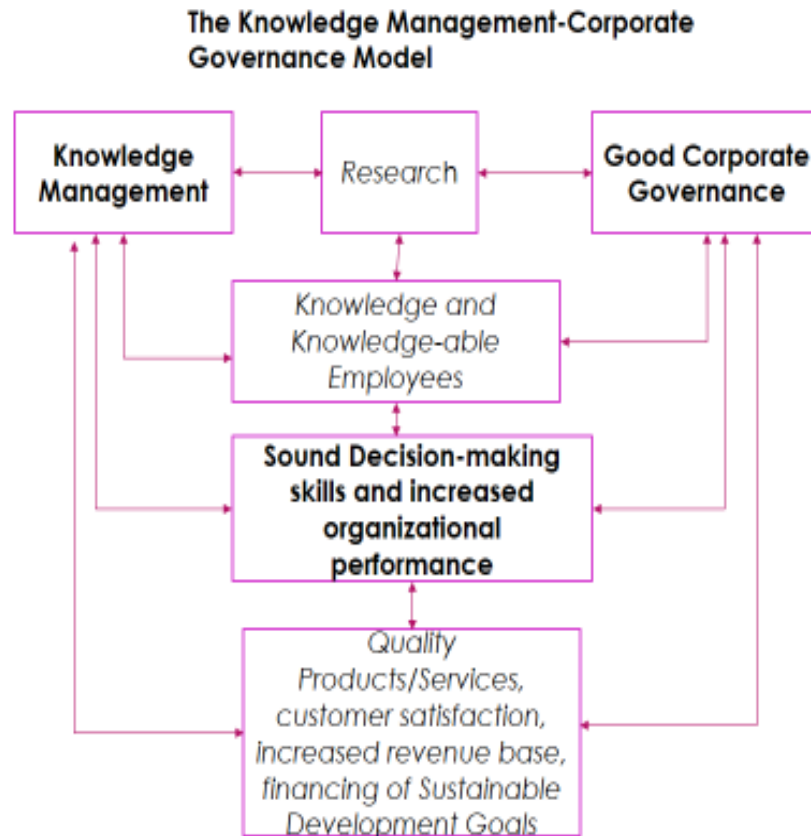 The Knowledge Management-Corporate
Governance Model
Knowledge
Management
Research
Good Corporate
Governance
Knowledge and
Knowledge-able
Employees
Sound Decision-making
skills and increased
organizational
performance
Quality
Products/Services,
customer satisfaction,
increased revenue base,
financing of Sustainable
Development Goals